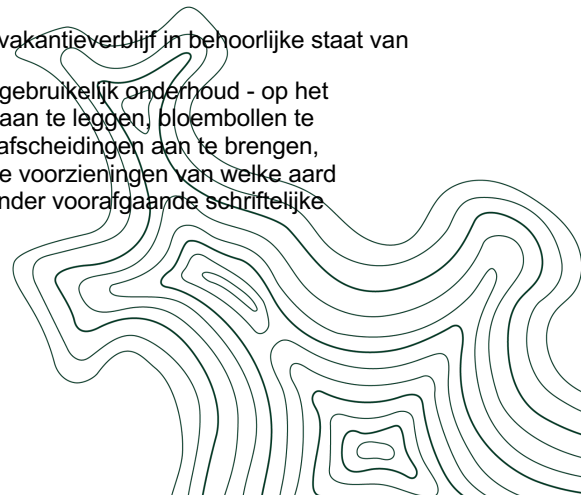 vakantieverblijf in behoorlijke staat van
gebruikelijk onderhoud - op het
aan te leggen, bloembollen te
afscheidingen aan te brengen,
e voorzieningen van welke aard
nder voorafgaande schriftelijke